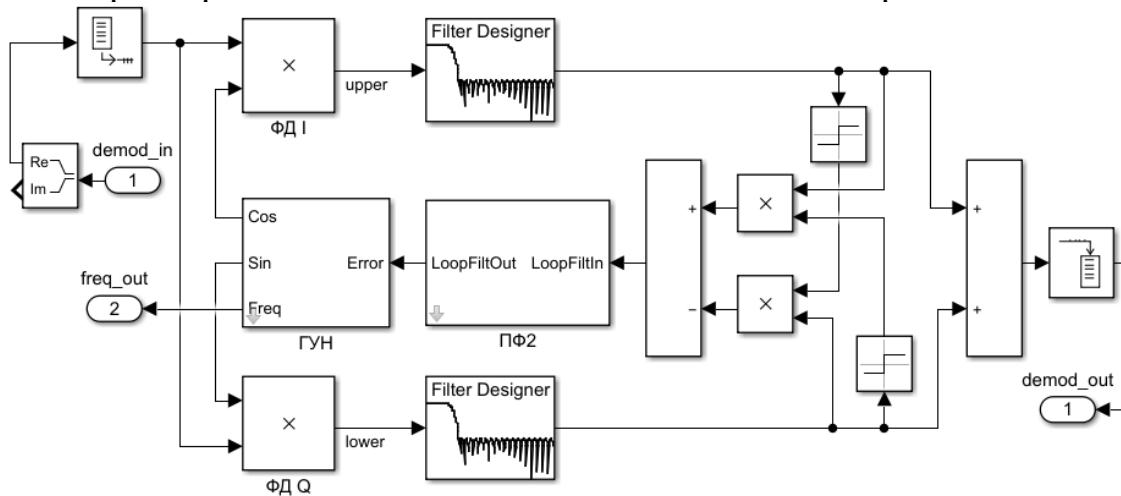 Filter Designer
×
upper
ФД I
demod_in
Re
1
Im
+
×
+
Cos
Sin
Error
LoopFiltOut
LoopFiltIn
freq_out
2
Freq
−
×
+
ГУН
ПФ2
Filter Designer
demod_out
1
×
lower
ФД Q